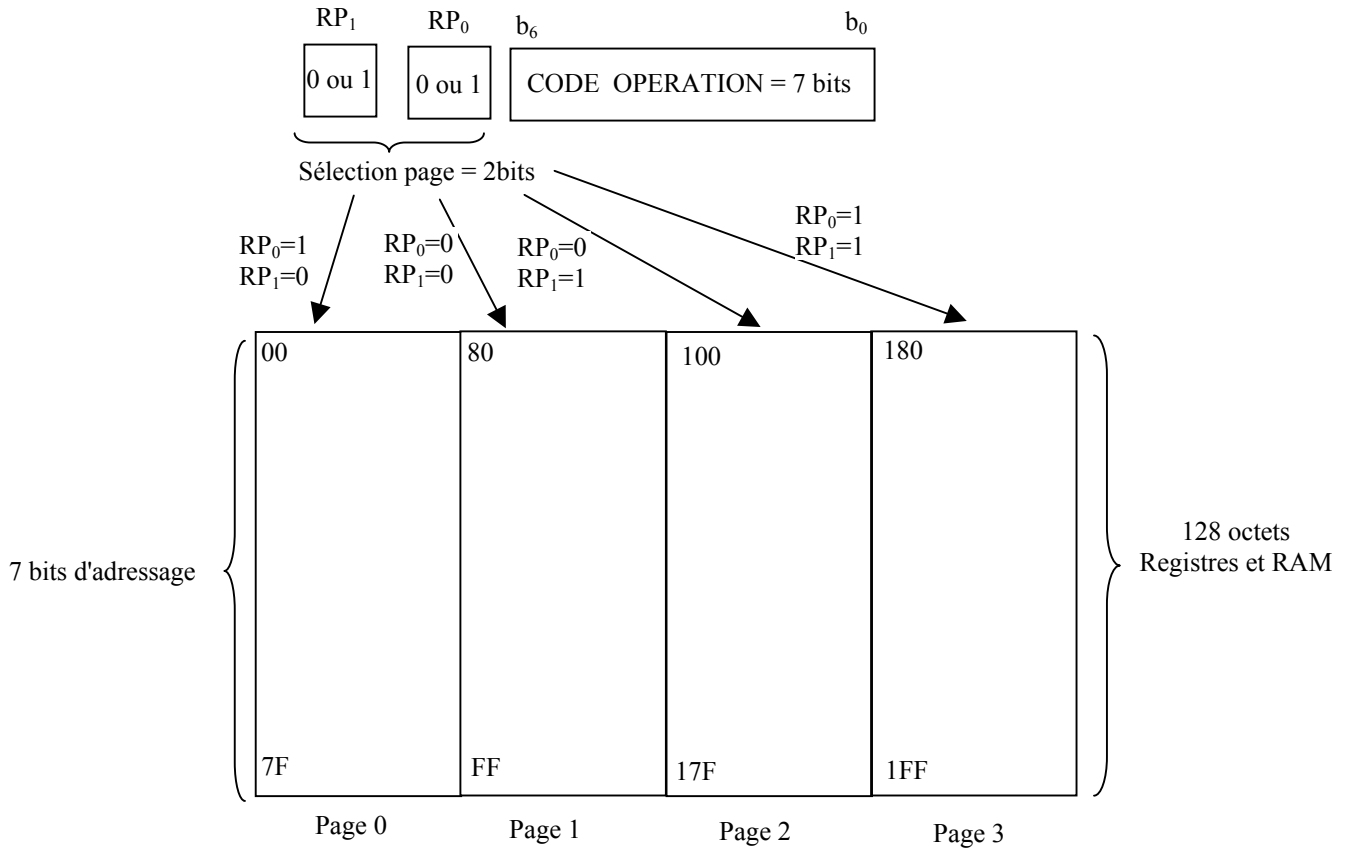 RP₁ RP₀ b₆ b₀
0 ou 1 0 ou 1 CODE OPERATION = 7 bits
Sélection page = 2bits
RP₀=1
RP₁=0
RP₀=0
RP₁=0
RP₀=0
RP₁=1
RP₀=1
RP₁=1
00 80 100 180
7 bits d'adressage
128 octets
Registres et RAM
7F FF 17F 1FF
Page 0 Page 1 Page 2 Page 3